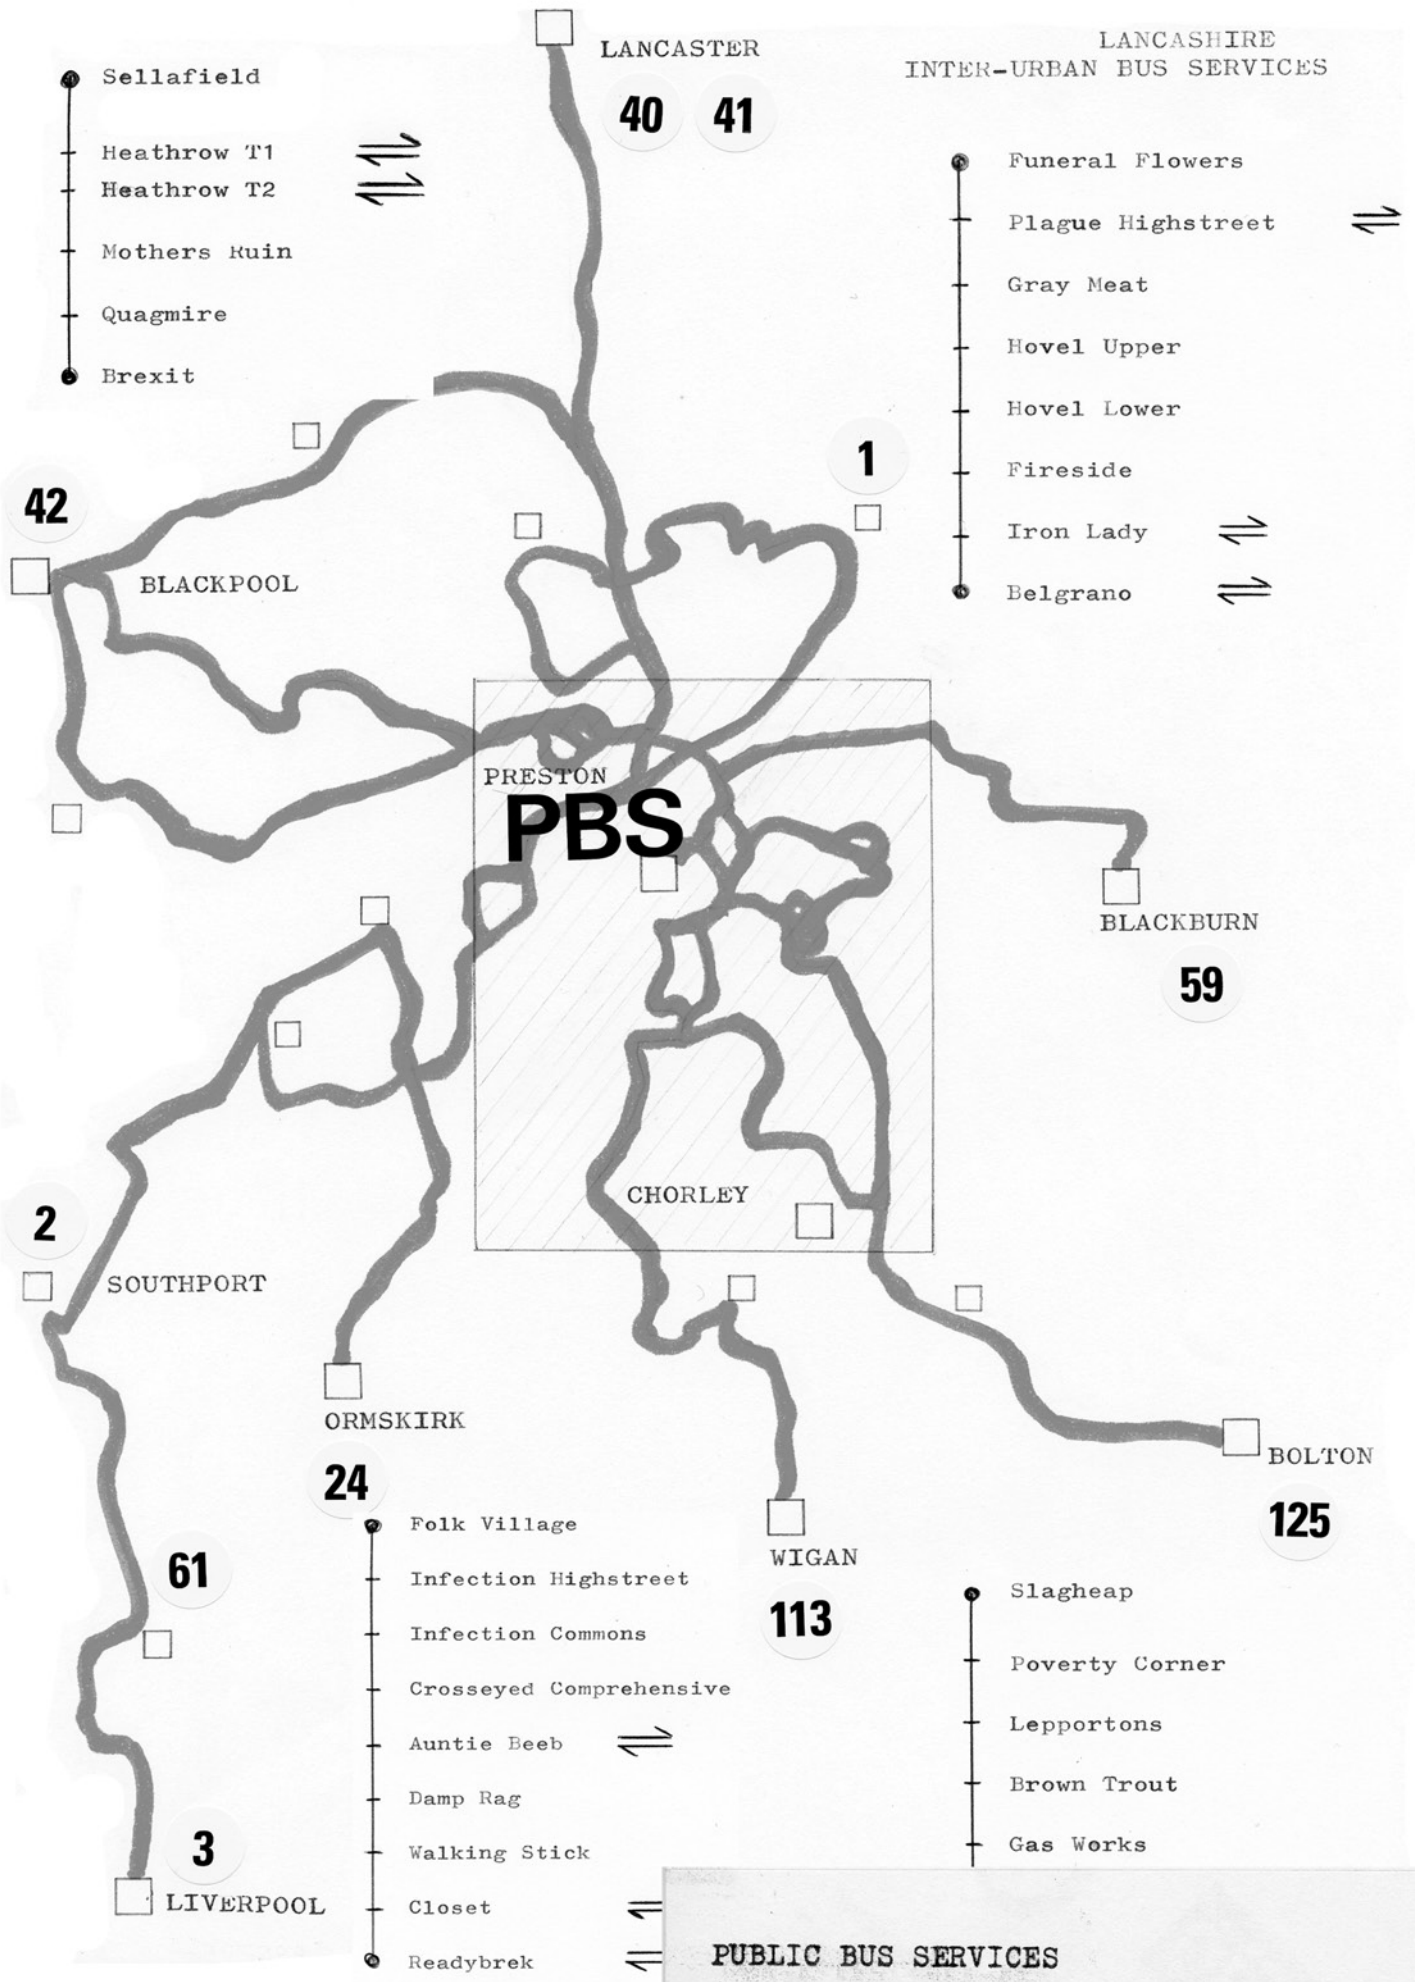 LANCASHIRE
INTER-URBAN BUS SERVICES
LANCASTER
40 41
Sellafield
Heathrow T1
Heathrow T2
Mothers Ruin
Quagmire
Brexit
Funeral Flowers
Plague Highstreet
Gray Meat
Hovel Upper
Hovel Lower
Fireside
Iron Lady
Belgrano
1
42
BLACKPOOL
PRESTON
PBS
BLACKBURN
59
CHORLEY
2
SOUTHPORT
ORMSKIRK
24
BOLTON
125
WIGAN
113
61
3
LIVERPOOL
Folk Village
Infection Highstreet
Infection Commons
Crosseyed Comprehensive
Auntie Beeb
Damp Rag
Walking Stick
Closet
Readybrek
Slagheap
Poverty Corner
Lepportons
Brown Trout
Gas Works
PUBLIC BUS SERVICES